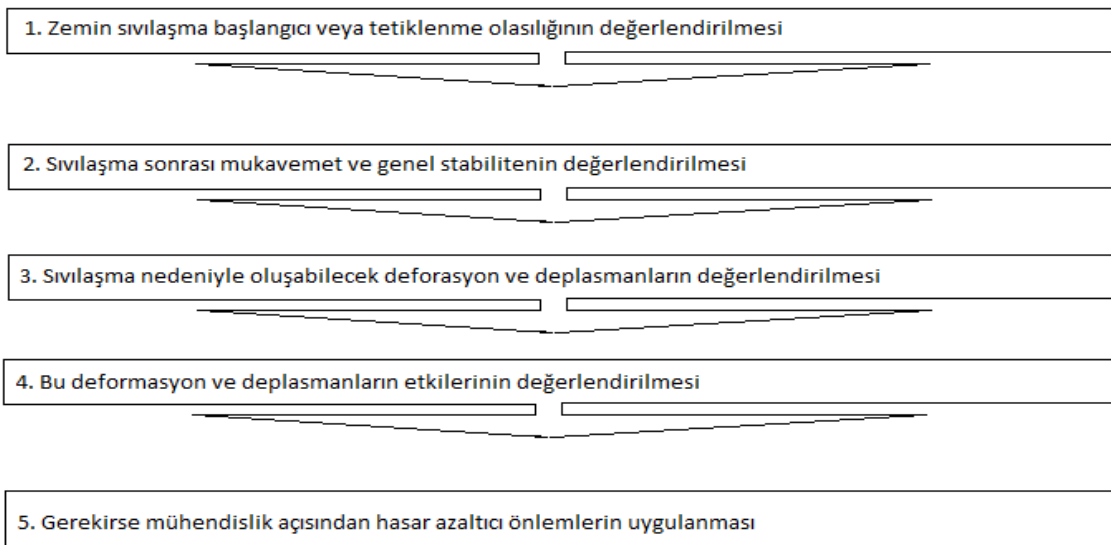 1. Zemin sıvılaşma başlangıcı veya tetiklenme olasılığının değerlendirilmesi
2. Sıvılaşma sonrası mukavemet ve genel stabilitenin değerlendirilmesi
3. Sıvılaşma nedeniyle oluşabilecek deforasyon ve deplasmanların değerlendirilmesi
4. Bu deformasyon ve deplasmanların etkilerinin değerlendirilmesi
5. Gerekirse mühendislik açısından hasar azaltıcı önlemlerin uygulanması